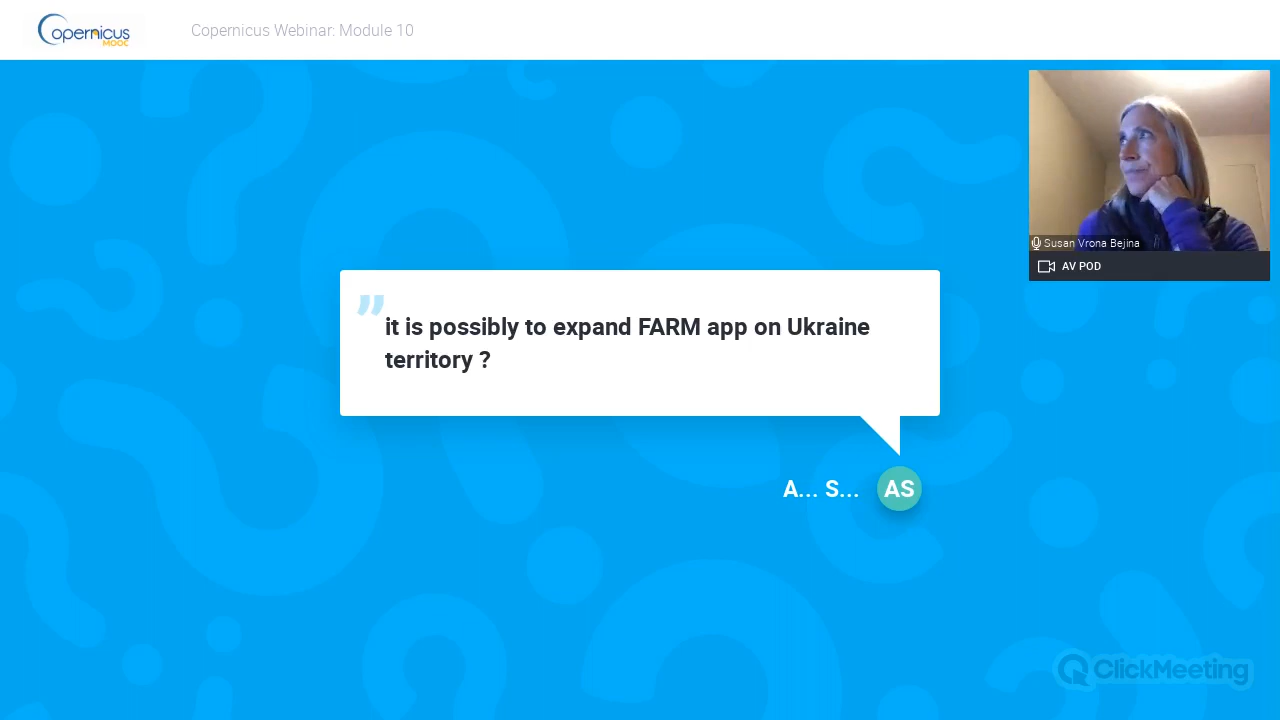 Copernicus
MOOC
Copernicus Webinar: Module 10
Susan Vrona Bejina
AV POD
" it is possibly to expand FARM app on Ukraine
territory ?
A... S...
AS
ClickMeeting